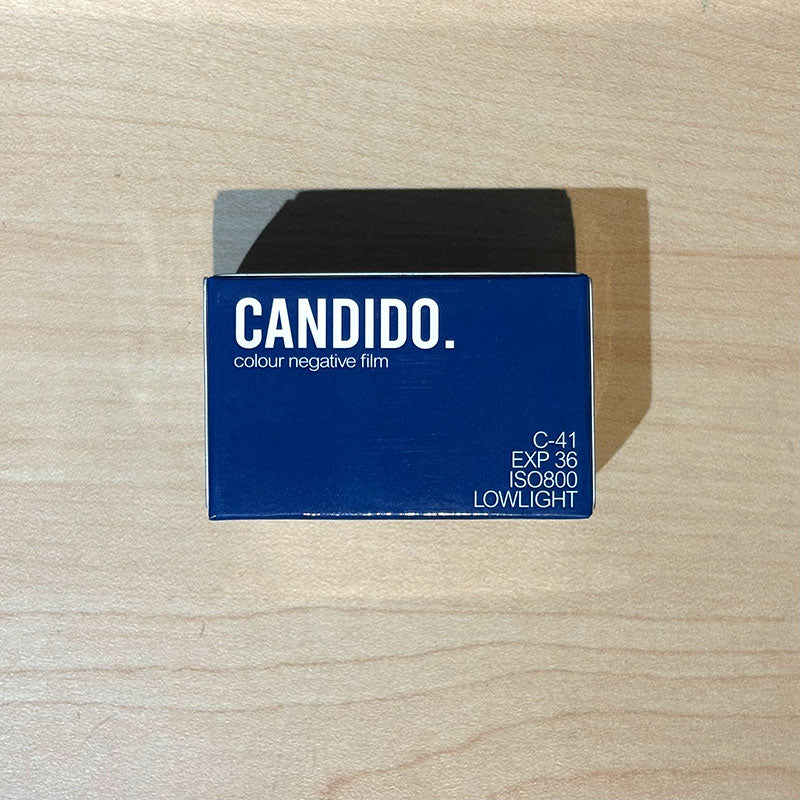 CANDIDO.
colour negative film
C-41
EXP 36
ISO800
LOWLIGHT